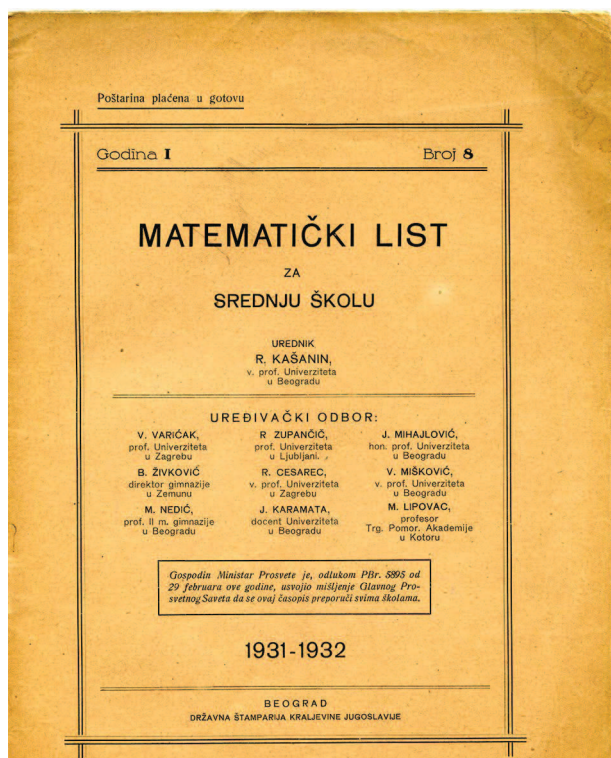 Poštarina plaćena u gotovu
Godina I Broj 8
MATEMATIČKI LIST
ZA
SREDNJU ŠKOLU
UREDNIK
R. KAŠANIN,
v. prof. Univerziteta
u Beogradu
UREĐIVAČKI ODBOR:
V. VARIĆAK,
prof. Univerziteta
u Zagrebu
R ZUPANČIČ,
prof. Univerziteta
u Ljubljani.
J. MIHAJLOVIĆ,
hon. prof. Univerziteta
u Beogradu
B. ŽIVKOVIĆ
direktor gimnazije
u Zemunu
R. CESAREC,
v. prof. Univerziteta
u Zagrebu
V. MIŠKOVIĆ,
v. prof. Univerziteta
u Beogradu
M. NEDIĆ,
prof. II m. gimnazije
u Beogradu
J. KARAMATA,
docent Univerziteta
u Beogradu
M. LIPOVAC,
profesor
Trg. Pomor. Akademije
u Kotoru
Gospodin Ministar Prosvete je, odlukom PBr. 5895 od
29 februara ove godine, usvojio mišljenje Glavnog Pro-
svetnog Saveta da se ovaj časopis preporuči svima školama.
1931-1932
BEOGRAD
DRŽAVNA ŠTAMPARIJA KRALJEVINE JUGOSLAVIJE